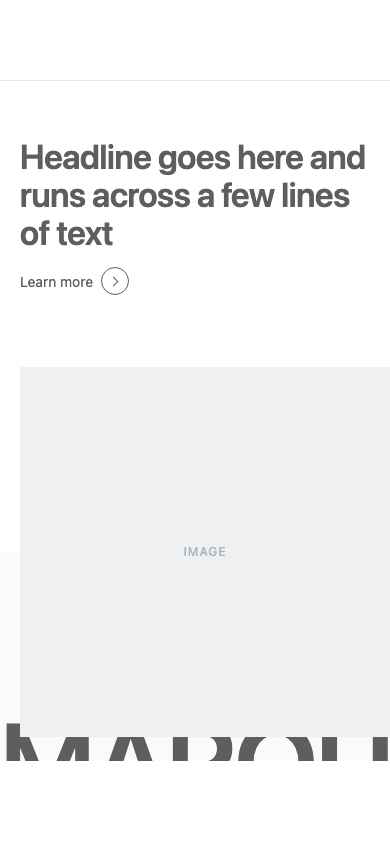 Headline goes here and
runs across a few lines
of text
Learn more
IMAGE